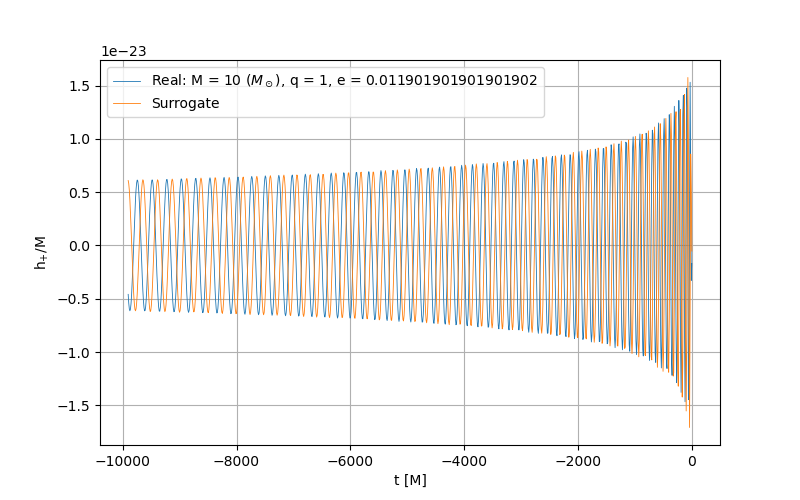 1e−23
Real: M = 10 (M⊙), q = 1, e = 0.011901901901901902
Surrogate
1.5
1.0
0.5
0.0
−0.5
−1.0
−1.5
h+/M
−10000 −8000 −6000 −4000 −2000 0
t [M]